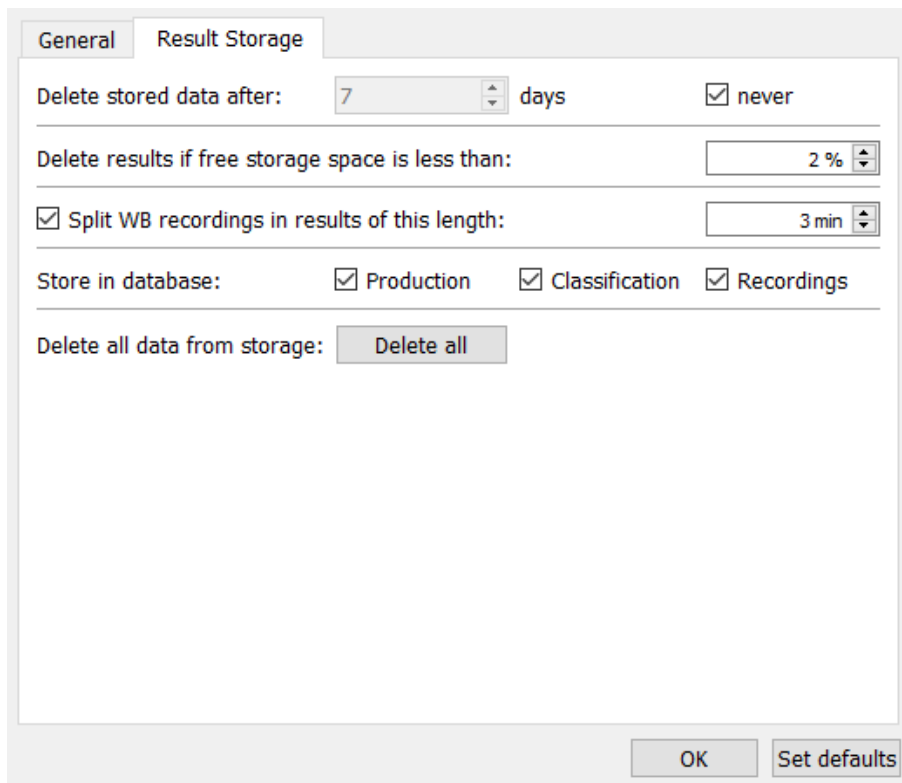 General Result Storage
Delete stored data after: 7 days never
Delete results if free storage space is less than: 2 %
Split WB recordings in results of this length: 3 min
Store in database: Production Classification Recordings
Delete all data from storage: Delete all
OK Set defaults